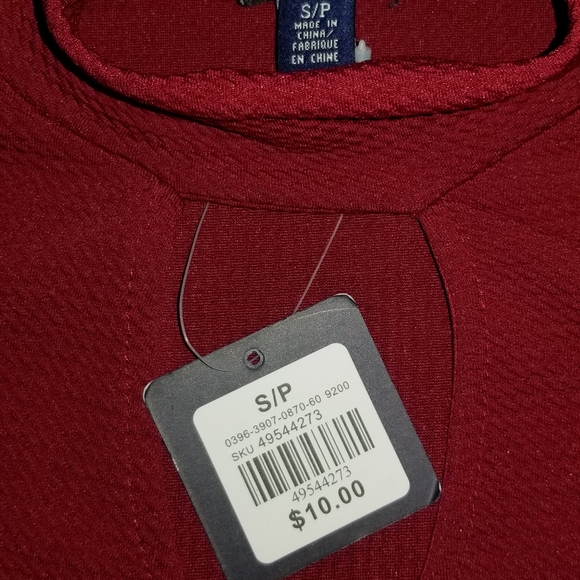 S/P
MADE IN
CHINA/
FABRIQUE
EN CHINE
S/P
0396-3907-0870-60 9200
SKU 49544273
49544273
$10.00